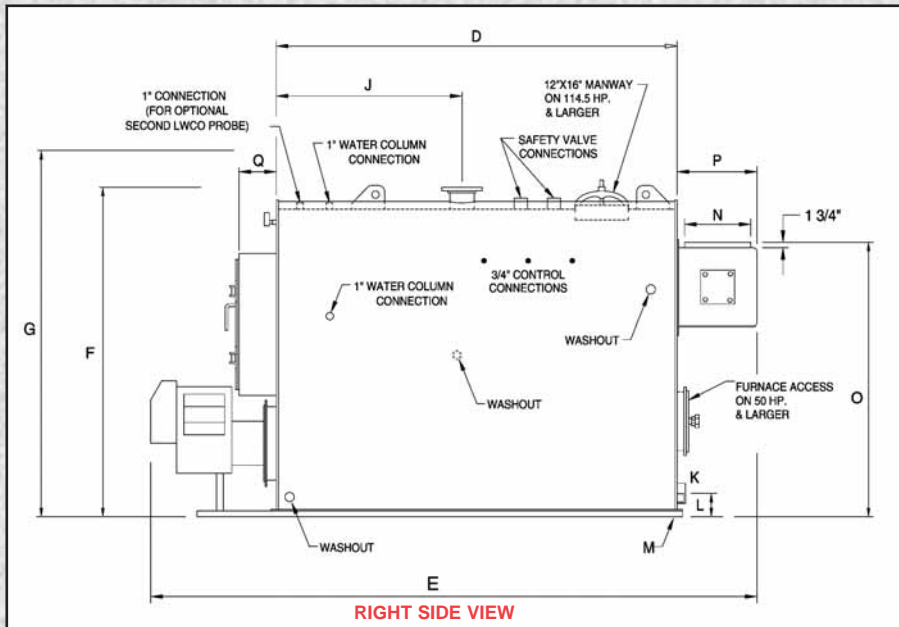 D
J
1" CONNECTION
(FOR OPTIONAL
SECOND LWCO PROBE)
12"X16" MANWAY
ON 114.5 HP.
& LARGER
1" WATER COLUMN
CONNECTION
SAFETY VALVE
CONNECTIONS
Q
P
N
1 3/4"
3/4" CONTROL
CONNECTIONS
1" WATER COLUMN
CONNECTION
WASHOUT
G
F
WASHOUT
FURNACE ACCESS
ON 50 HP.
& LARGER
O
K
L
WASHOUT
M
E
RIGHT SIDE VIEW